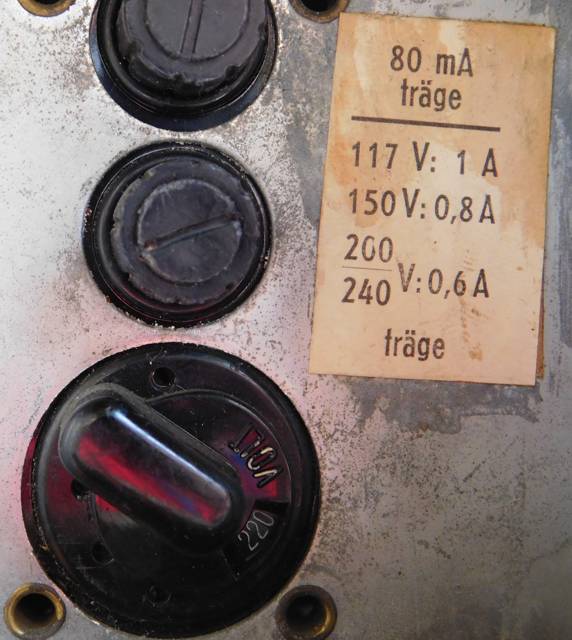 80 mA
träge
117 V: 1 A
150 V: 0,8 A
200
240 V: 0,6 A
träge
VOLT
220